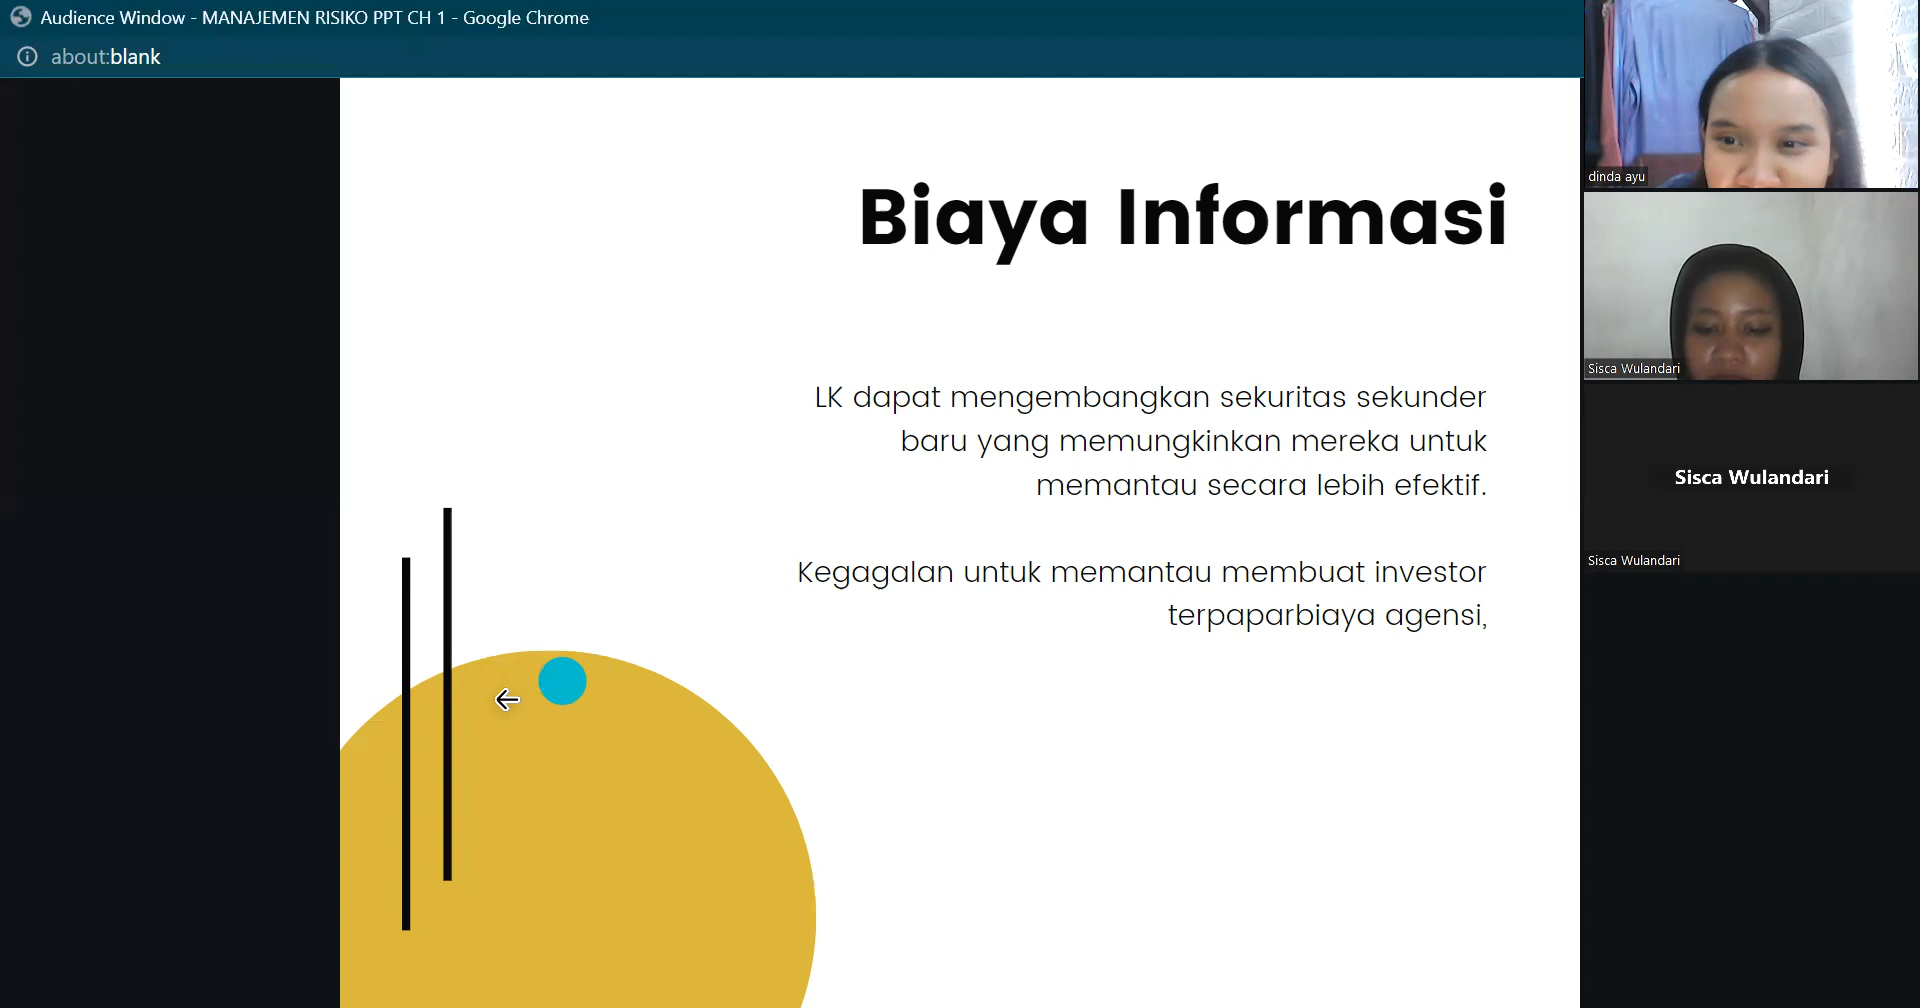 Audience Window - MANAJEMEN RISIKO PPT CH 1 - Google Chrome
about:blank
Biaya Informasi
LK dapat mengembangkan sekuritas sekunder
baru yang memungkinkan mereka untuk
memantau secara lebih efektif.
Kegagalan untuk memantau membuat investor
terpaparbiaya agensi,
dinda ayu
Sisca Wulandari
Sisca Wulandari
Sisca Wulandari